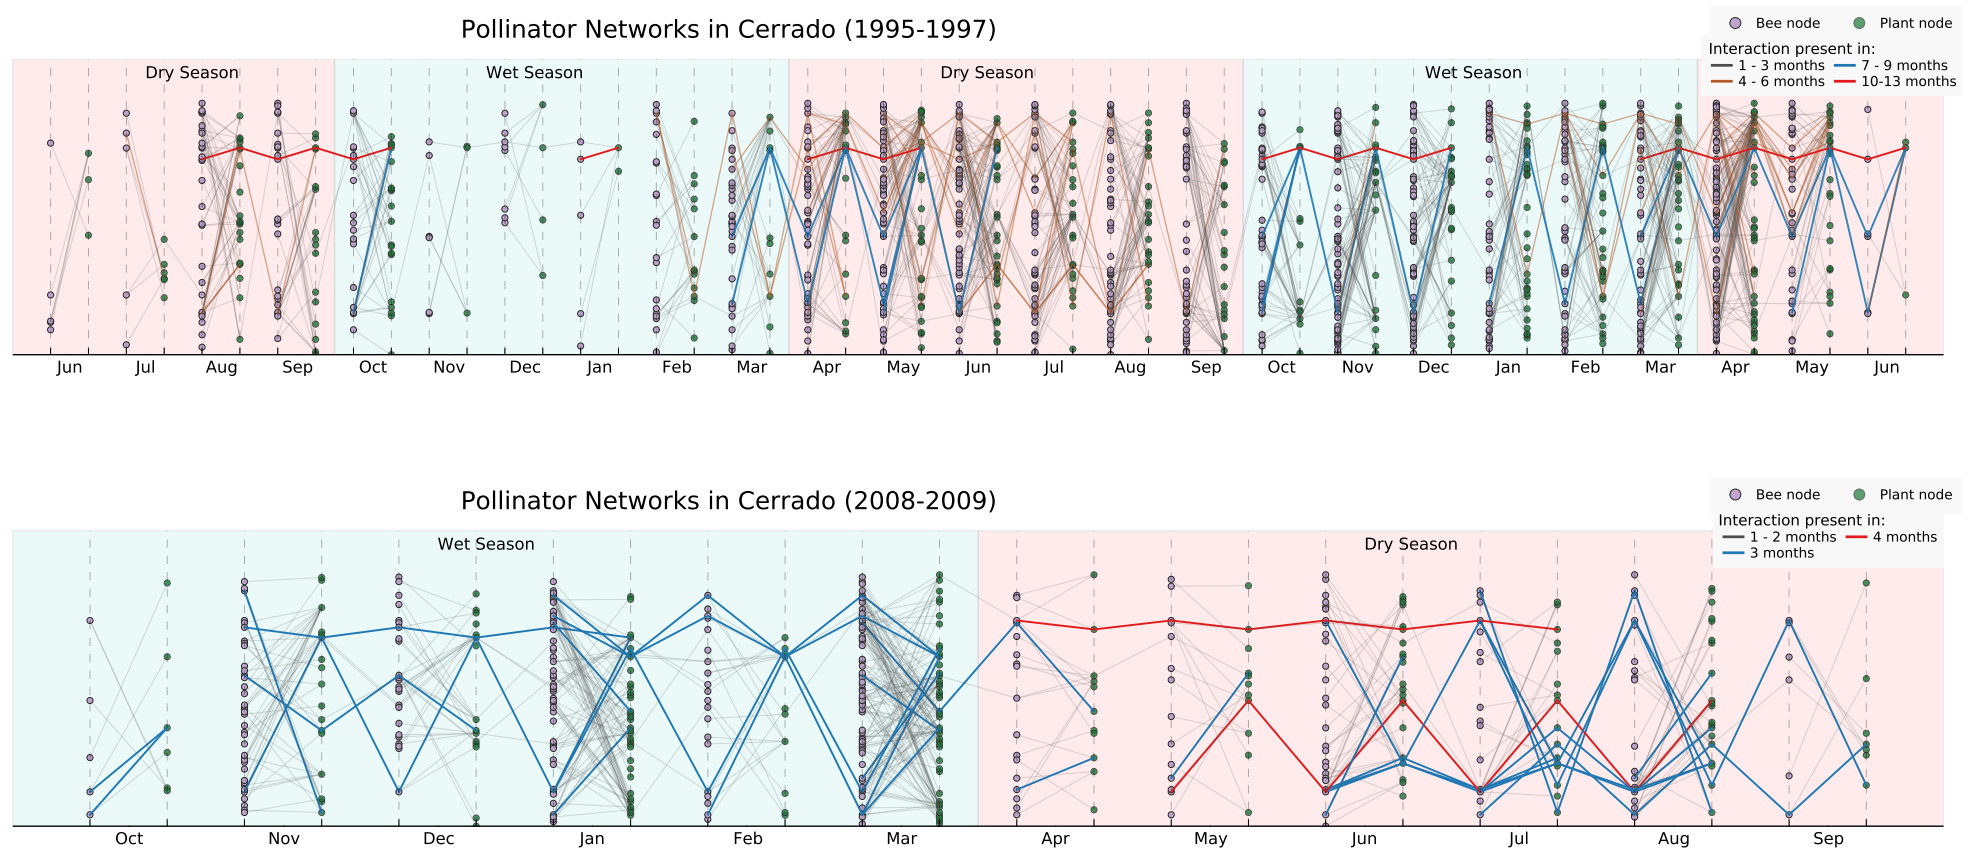 Pollinator Networks in Cerrado (1995-1997)
Bee node Plant node
Interaction present in:
1 - 3 months 7 - 9 months
4 - 6 months 10-13 months
Dry Season Wet Season Dry Season Wet Season
Jun Jul Aug Sep Oct Nov Dec Jan Feb Mar Apr May Jun Jul Aug Sep Oct Nov Dec Jan Feb Mar Apr May Jun
Pollinator Networks in Cerrado (2008-2009)
Bee node Plant node
Interaction present in:
1 - 2 months 4 months
3 months
Wet Season Dry Season
Oct Nov Dec Jan Feb Mar Apr May Jun Jul Aug Sep